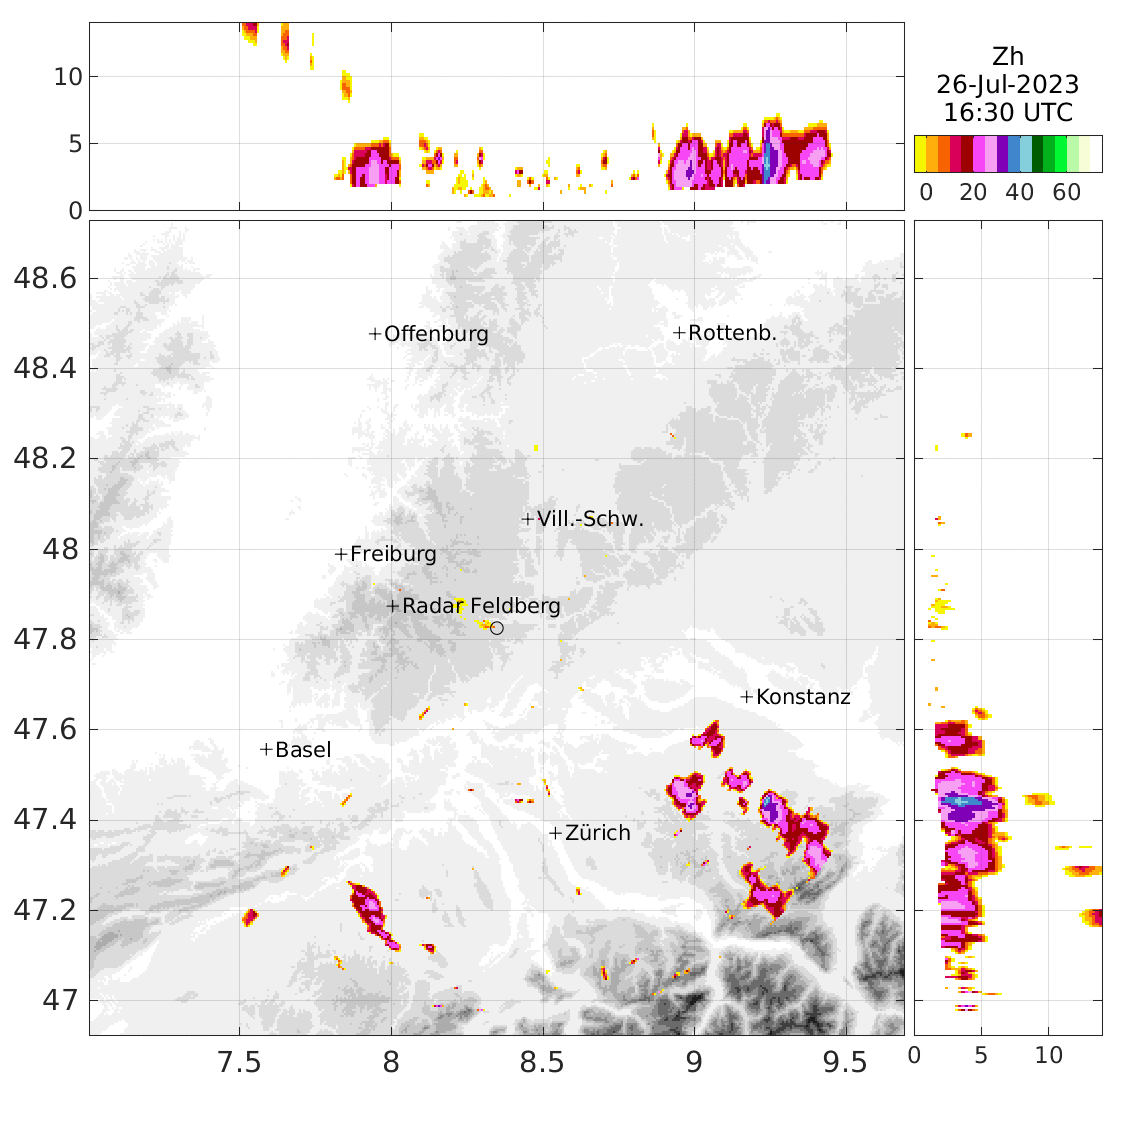 Zh
26-Jul-2023
16:30 UTC
0 20 40 60
10
5
0
48.6
48.4
48.2
48
47.8
47.6
47.4
47.2
47
+Offenburg
+Rottenb.
+Vill.-Schw.
+Freiburg
+Radar Feldberg
+Konstanz
+Basel
+Zürich
7.5 8 8.5 9 9.5
0 5 10